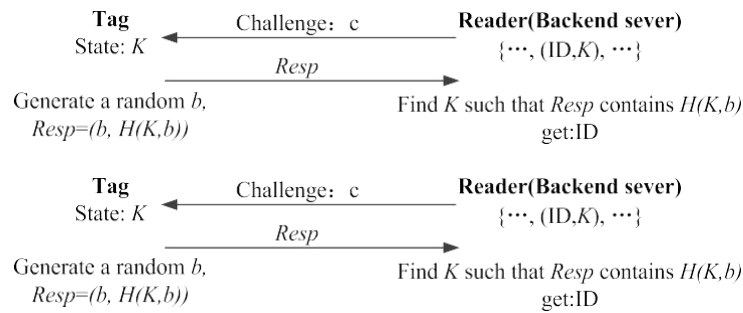 Tag Challenge: c Reader(Backend sever)
State: K {···, (ID,K), ···}
Resp
Generate a random b, Find K such that Resp contains H(K,b)
Resp=(b, H(K,b)) get:ID
Tag Challenge: c Reader(Backend sever)
State: K {···, (ID,K), ···}
Resp
Generate a random b, Find K such that Resp contains H(K,b)
Resp=(b, H(K,b)) get:ID